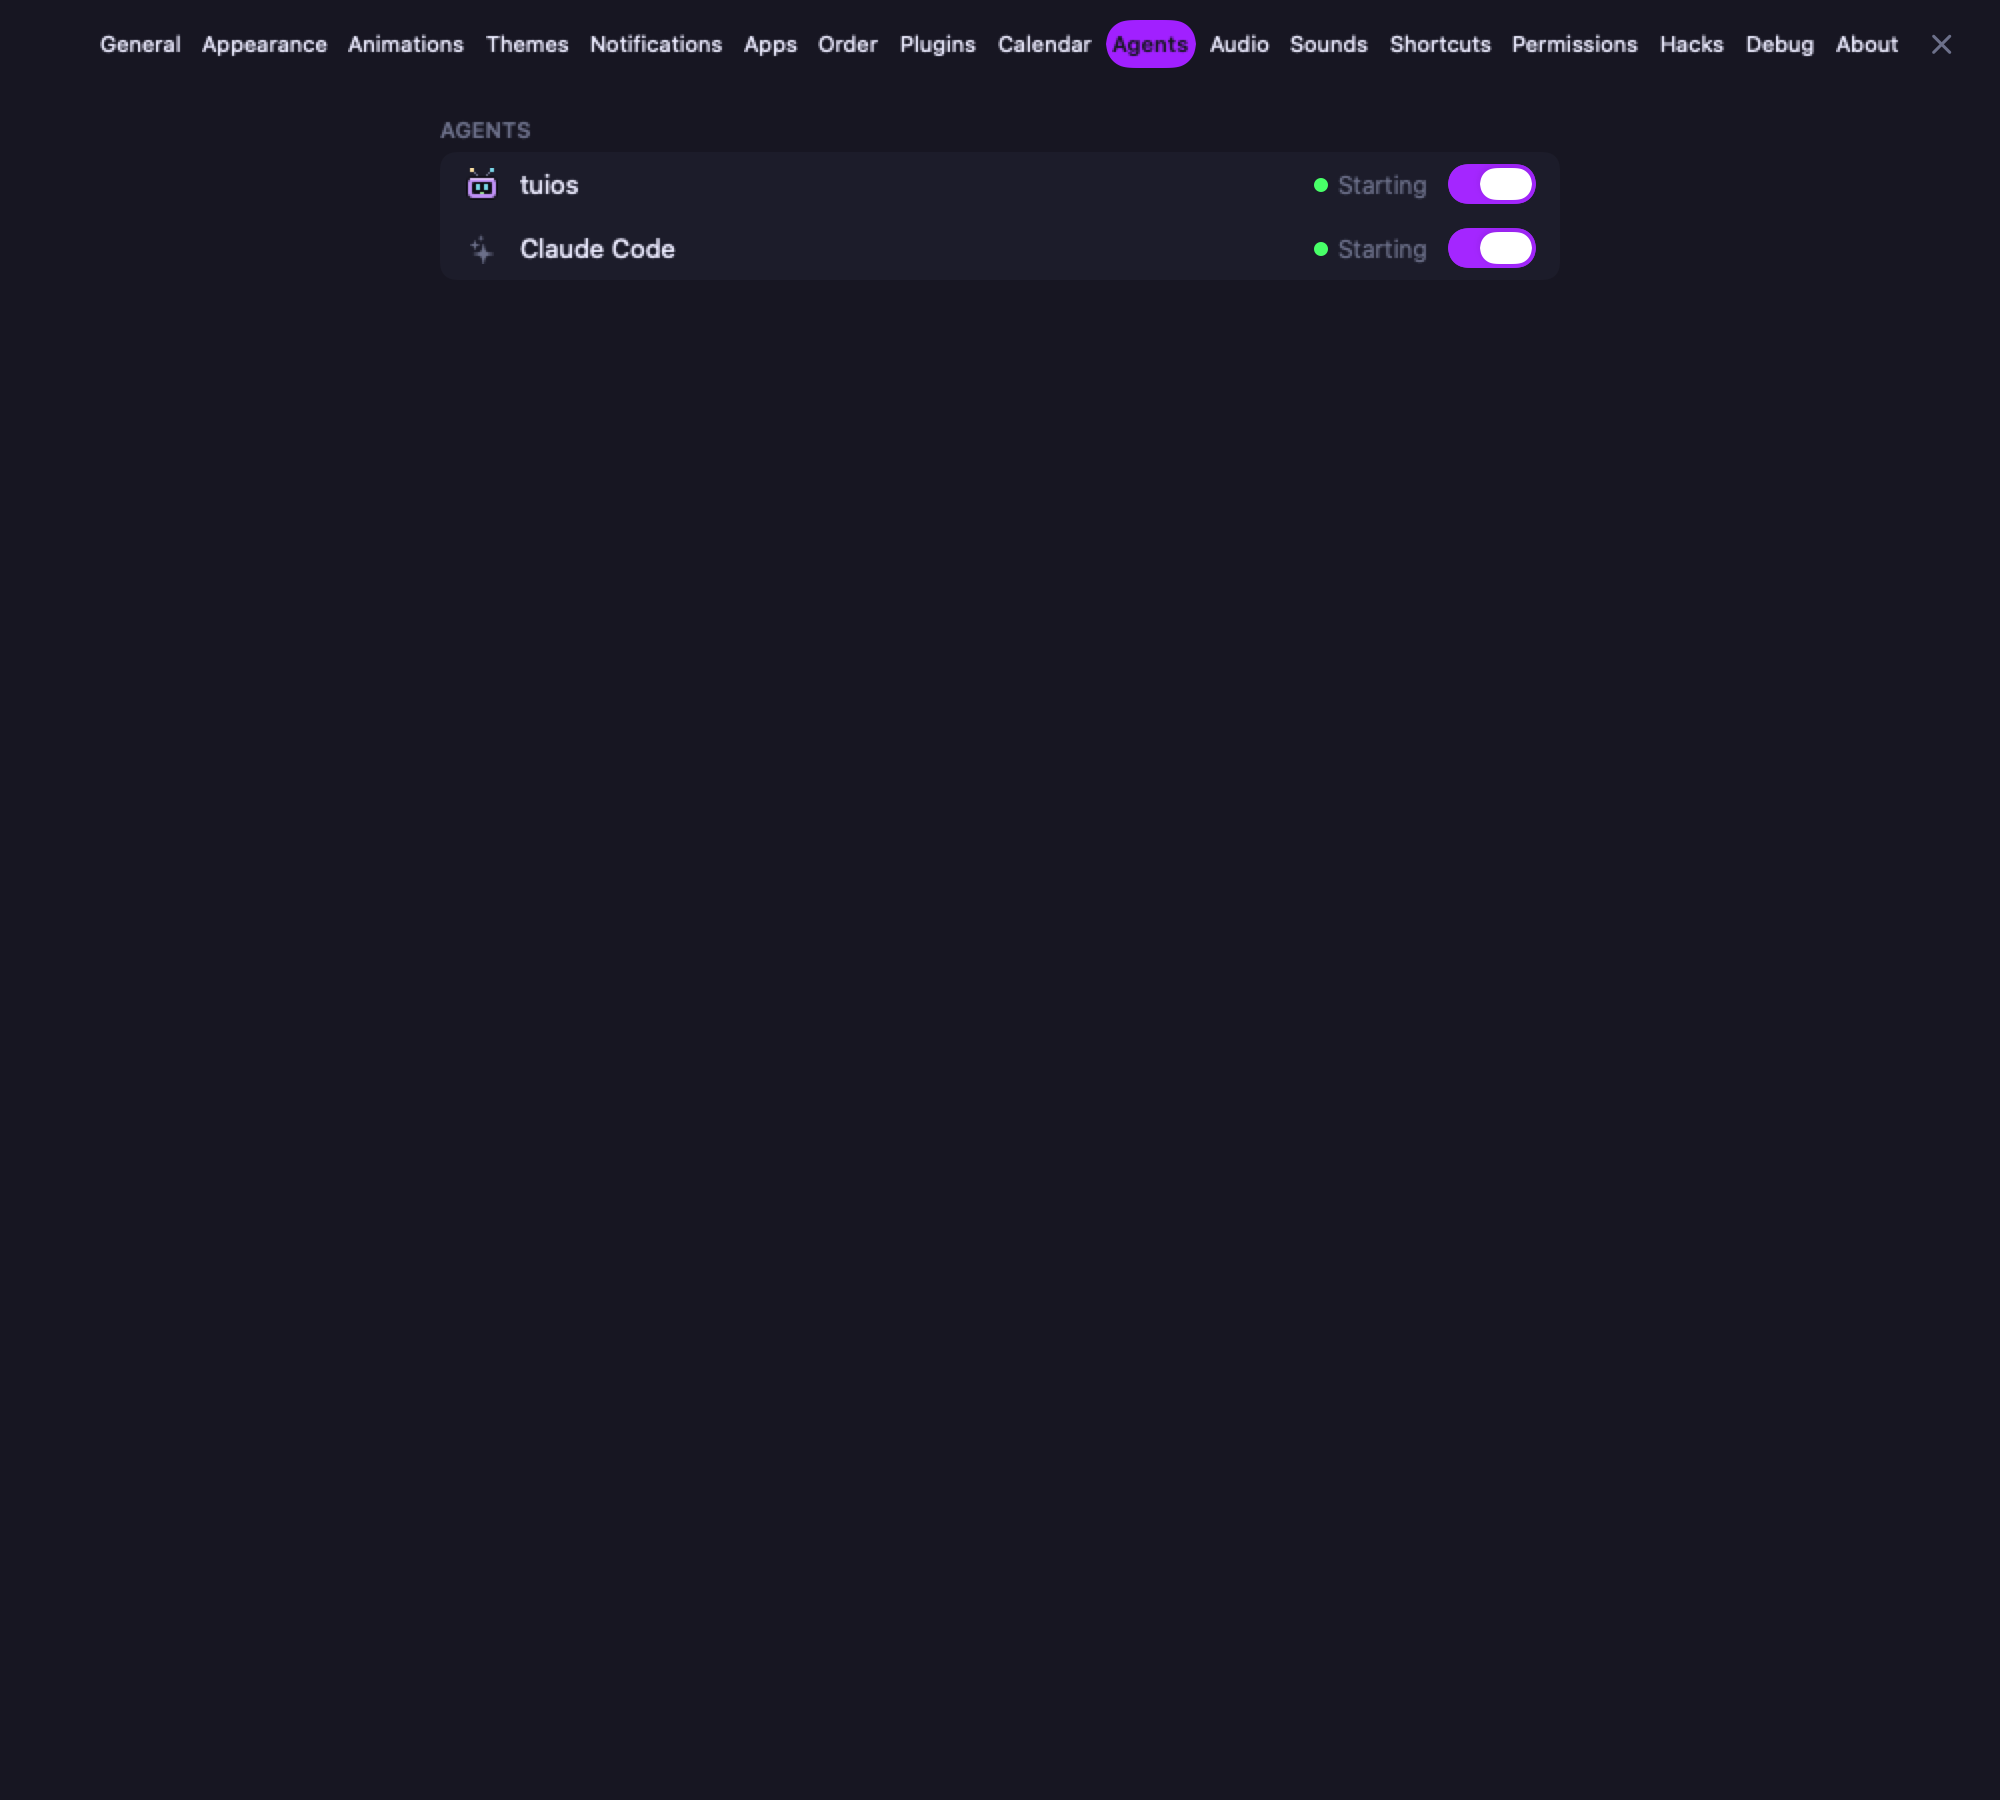 General Appearance Animations Themes Notifications Apps Order Plugins Calendar Agents Audio Sounds Shortcuts Permissions Hacks Debug About
AGENTS
tuios Starting
Claude Code Starting